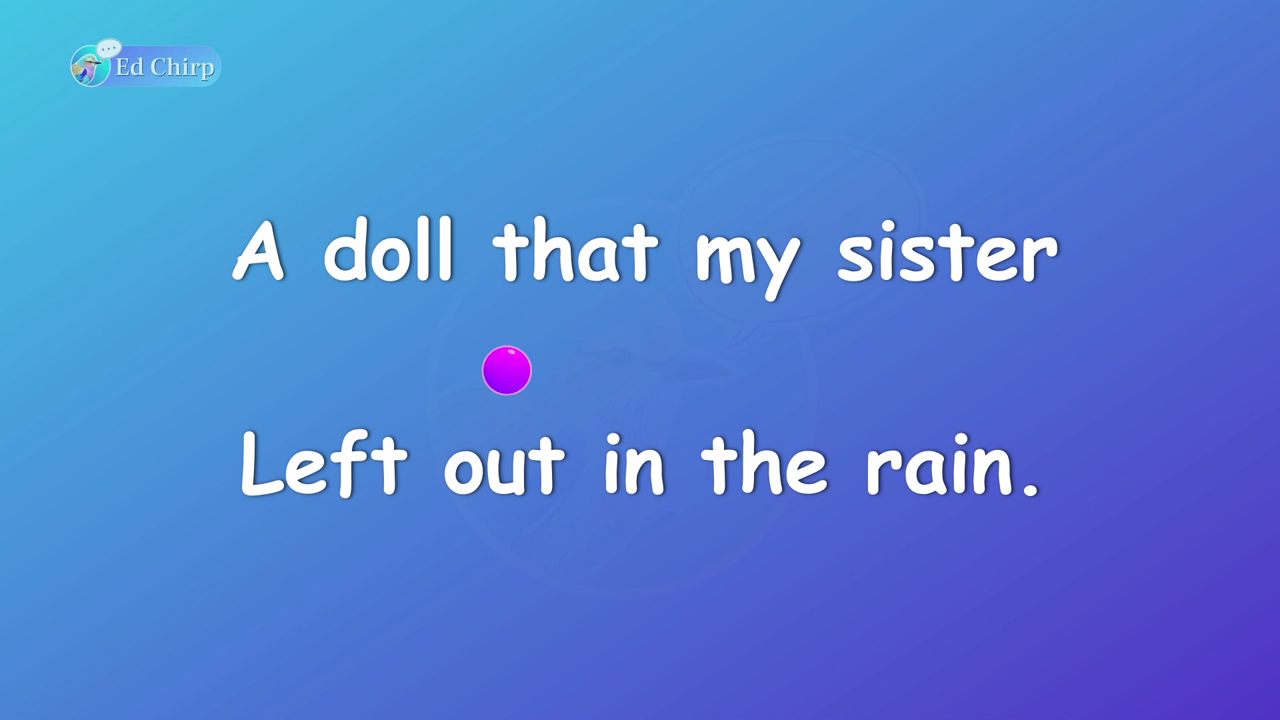 Ed Chirp
A doll that my sister
Left out in the rain.